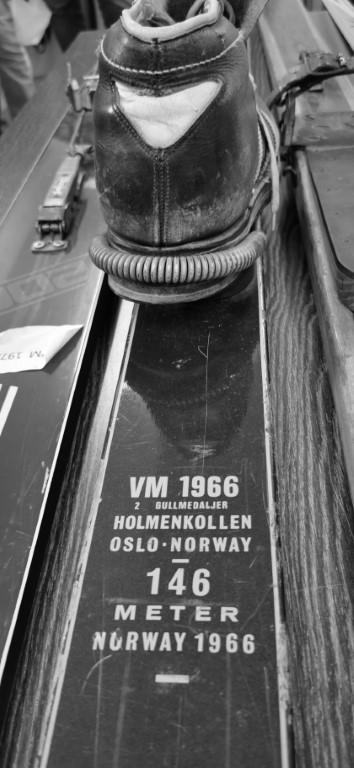 VM 1966
2 GULLMEDALJER
HOLMENKOLLEN
OSLO·NORWAY
146
METER
NORWAY 1966